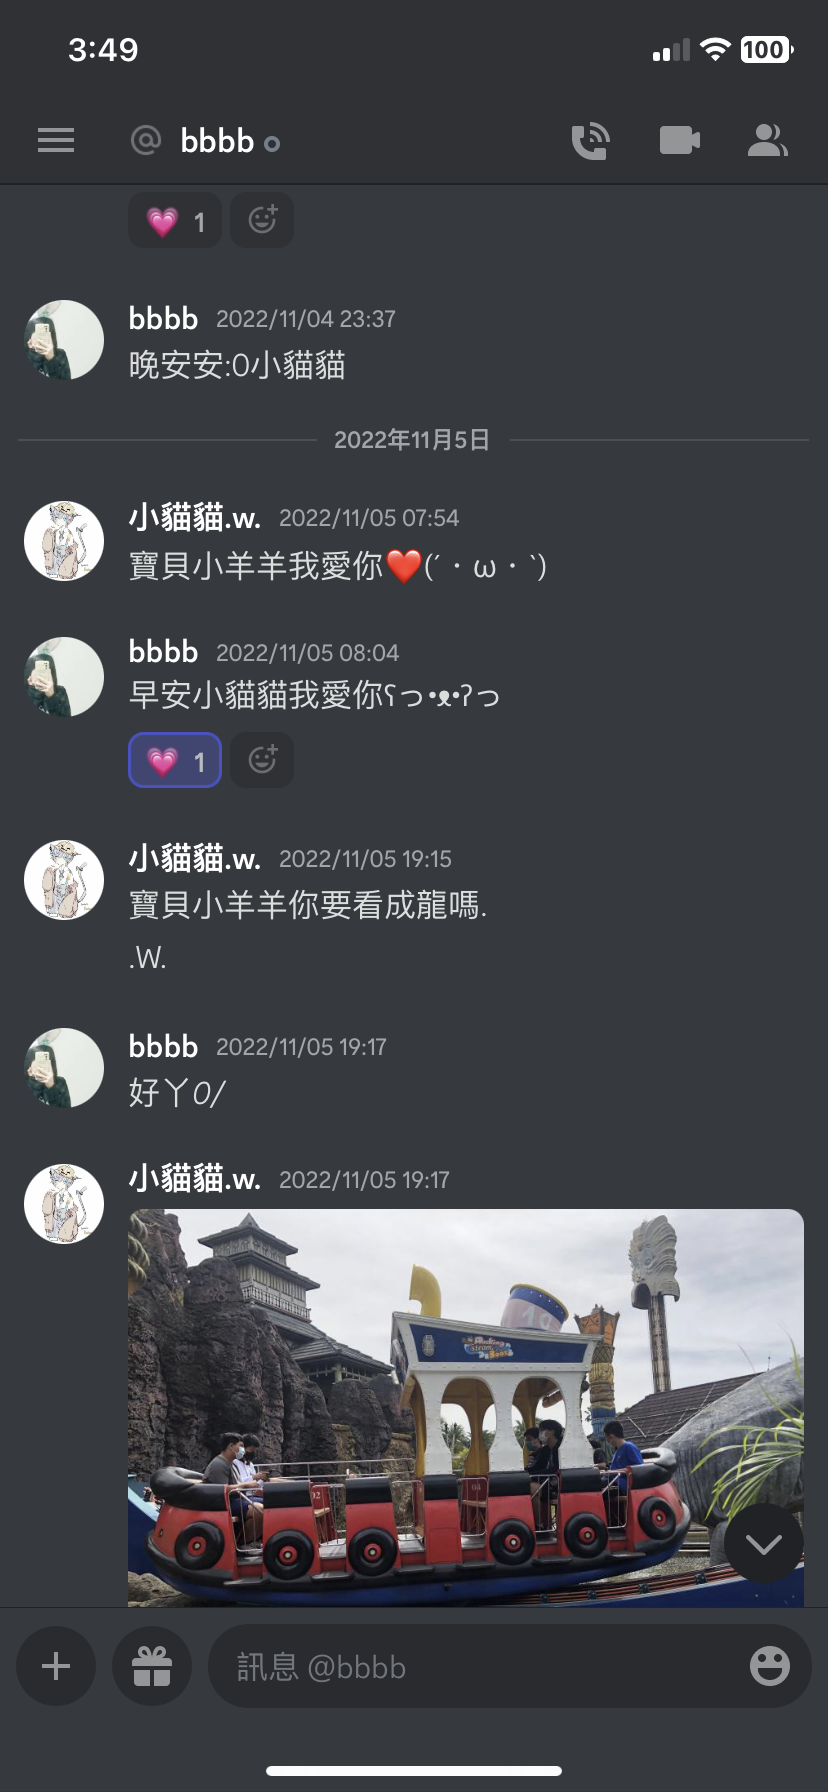 3:49
100
@ bbbb
1
bbbb 2022/11/04 23:37
晚安安:0小貓貓
2022年11月5日
小貓貓.w. 2022/11/05 07:54
寶貝小羊羊我愛你❤️(´・ω・`)
bbbb 2022/11/05 08:04
早安小貓貓我愛你ʕっ•ᴥ•ʔっ
1
小貓貓.w. 2022/11/05 19:15
寶貝小羊羊你要看成龍嗎.
.W.
bbbb 2022/11/05 19:17
好丫0/
小貓貓.w. 2022/11/05 19:17
訊息 @bbbb